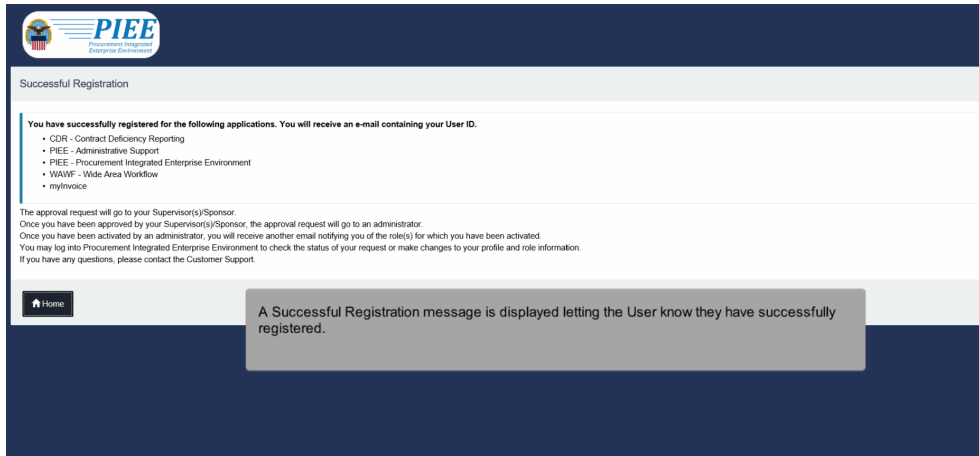 PIEE
Procurement Integrated
Enterprise Environment
Successful Registration
You have successfully registered for the following applications. You will receive an e-mail containing your User ID.
• CDR - Contract Deficiency Reporting
• PIEE - Administrative Support
• PIEE - Procurement Integrated Enterprise Environment
• WAWF - Wide Area Workflow
• myInvoice
The approval request will go to your Supervisor(s)/Sponsor.
Once you have been approved by your Supervisor(s)/Sponsor, the approval request will go to an administrator.
Once you have been activated by an administrator, you will receive another email notifying you of the role(s) for which you have been activated.
You may log into Procurement Integrated Enterprise Environment to check the status of your request or make changes to your profile and role information.
If you have any questions, please contact the Customer Support.
Home
A Successful Registration message is displayed letting the User know they have successfully
registered.